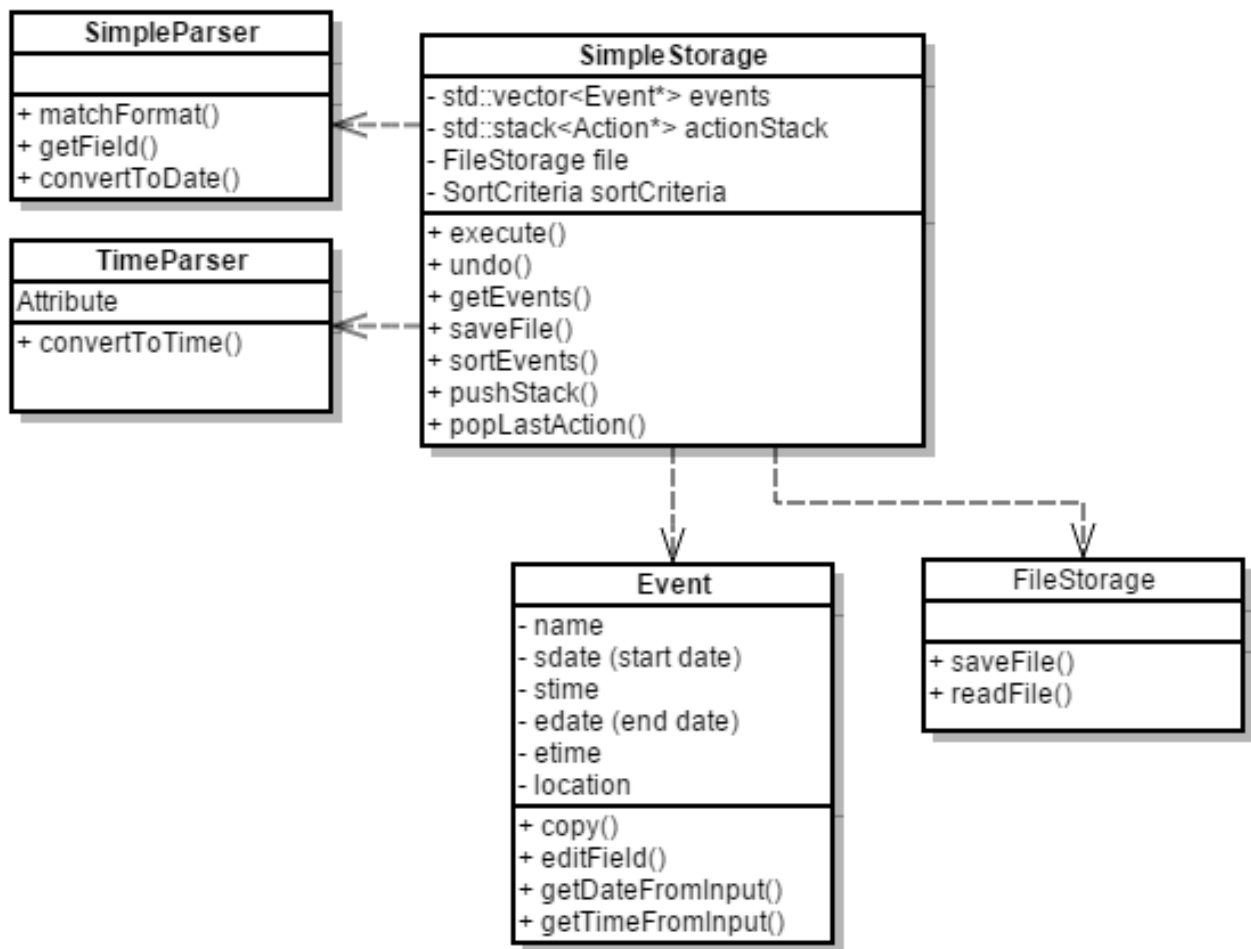 SimpleParser
+ matchFormat()
+ getField()
+ convertToDate()
TimeParser
Attribute
+ convertToTime()
SimpleStorage
- std::vector<Event*> events
- std::stack<Action*> actionStack
- FileStorage file
- SortCriteria sortCriteria
+ execute()
+ undo()
+ getEvents()
+ saveFile()
+ sortEvents()
+ pushStack()
+ popLastAction()
Event
- name
- sdate (start date)
- stime
- edate (end date)
- etime
- location
+ copy()
+ editField()
+ getDateFromInput()
+ getTimeFromInput()
FileStorage
+ saveFile()
+ readFile()